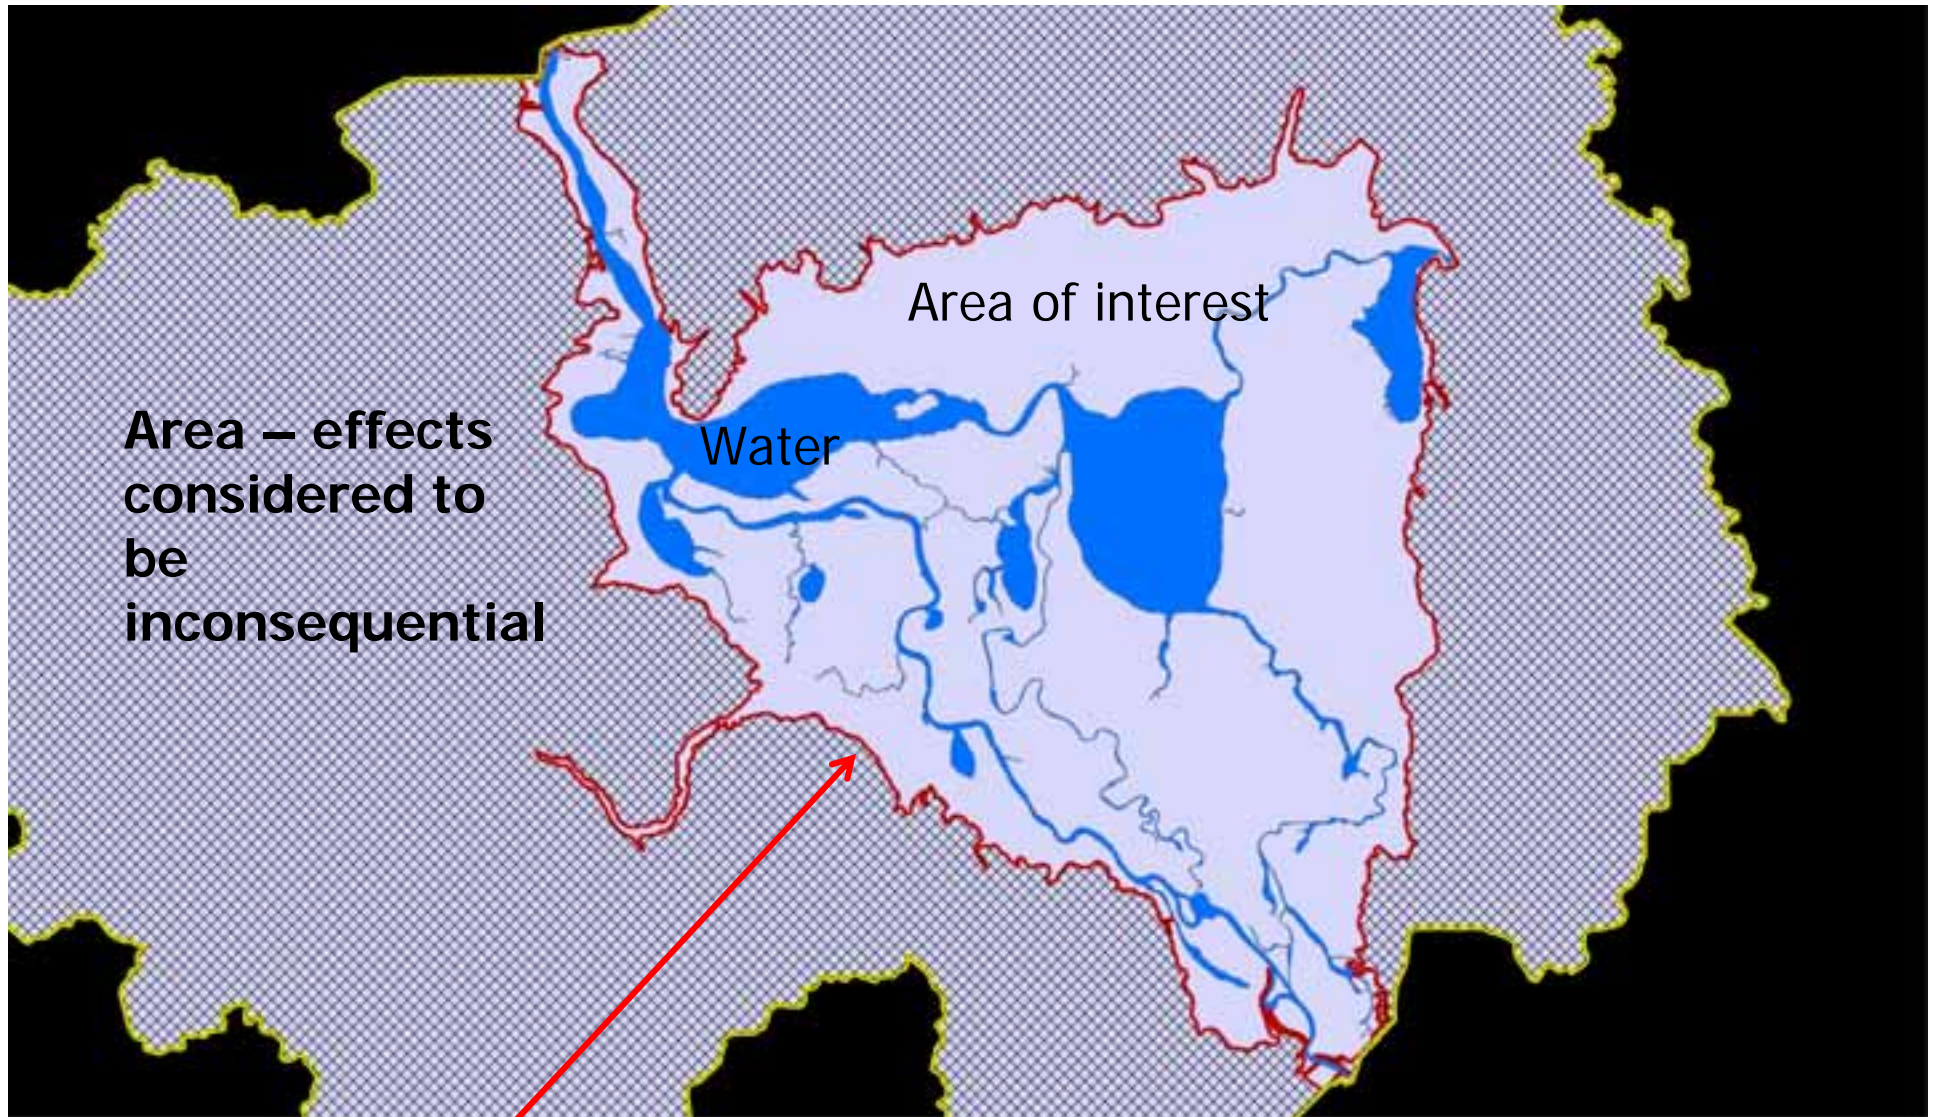 Area of interest
Water
Area – effects
considered to
be
inconsequential